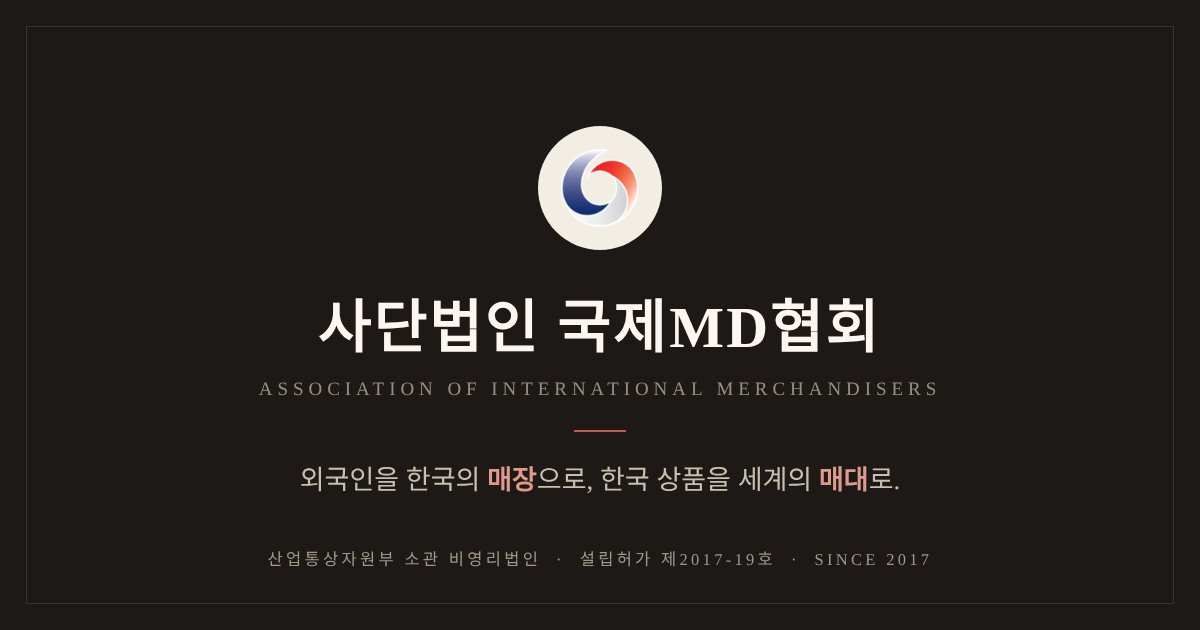 사단법인 국제MD협회
ASSOCIATION OF INTERNATIONAL MERCHANDISERS
외국인을 한국의 매장으로, 한국 상품을 세계의 매대로.
산업통상자원부 소관 비영리법인 · 설립허가 제2017-19호 · SINCE 2017